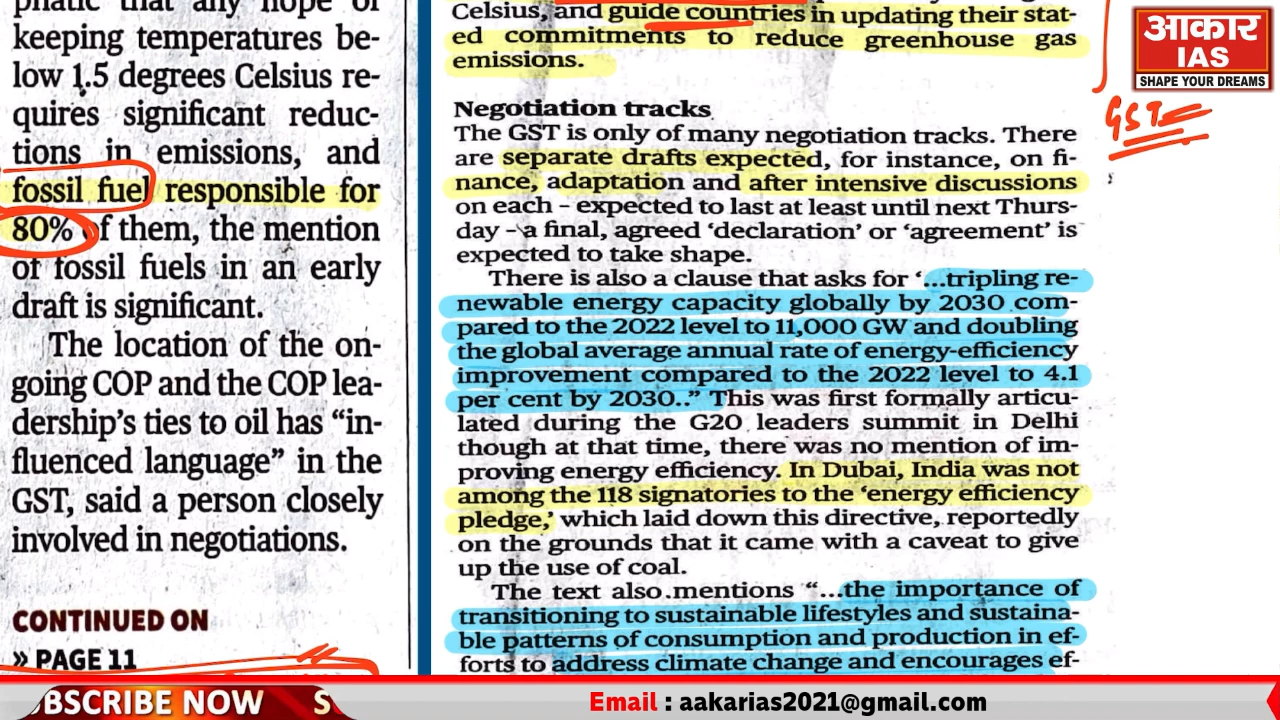 phatic that any hope of
keeping temperatures be-
low 1.5 degrees Celsius re-
quires significant reduc-
tions in emissions, and
fossil fuel responsible for
80% of them, the mention
of fossil fuels in an early
draft is significant.
The location of the on-
going COP and the COP lea-
dership's ties to oil has “in-
fluenced language” in the
GST, said a person closely
involved in negotiations.
CONTINUED ON
» PAGE 11
Celsius, and guide countries in updating their stat-
ed commitments to reduce greenhouse gas
emissions.
Negotiation tracks
The GST is only of many negotiation tracks. There
are separate drafts expected, for instance, on fi-
nance, adaptation and after intensive discussions
on each – expected to last at least until next Thurs-
day – a final, agreed ‘declaration’ or ‘agreement’ is
expected to take shape.
There is also a clause that asks for ‘...tripling re-
newable energy capacity globally by 2030 com-
pared to the 2022 level to 11,000 GW and doubling
the global average annual rate of energy-efficiency
improvement compared to the 2022 level to 4.1
per cent by 2030..” This was first formally articu-
lated during the G20 leaders summit in Delhi
though at that time, there was no mention of im-
proving energy efficiency. In Dubai, India was not
among the 118 signatories to the ‘energy efficiency
pledge,’ which laid down this directive, reportedly
on the grounds that it came with a caveat to give
up the use of coal.
The text also mentions “...the importance of
transitioning to sustainable lifestyles and sustaina-
ble patterns of consumption and production in ef-
forts to address climate change and encourages ef-
आकार
IAS
SHAPE YOUR DREAMS
GST
BSCRIBE NOW S
Email : aakarias2021@gmail.com